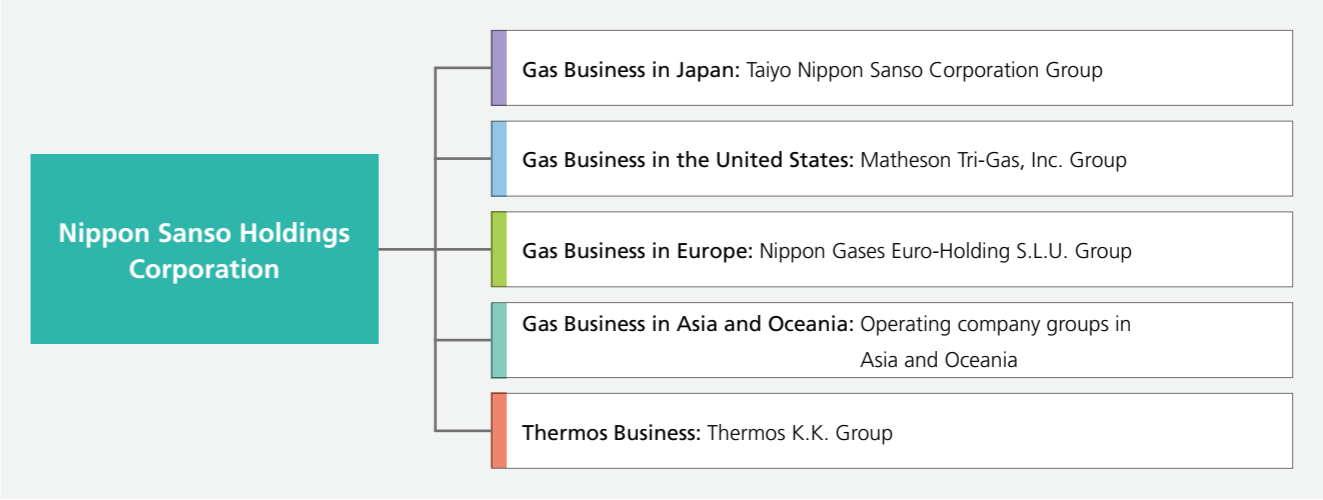 Nippon Sanso Holdings
Corporation
Gas Business in Japan: Taiyo Nippon Sanso Corporation Group
Gas Business in the United States: Matheson Tri-Gas, Inc. Group
Gas Business in Europe: Nippon Gases Euro-Holding S.L.U. Group
Gas Business in Asia and Oceania: Operating company groups in
Asia and Oceania
Thermos Business: Thermos K.K. Group